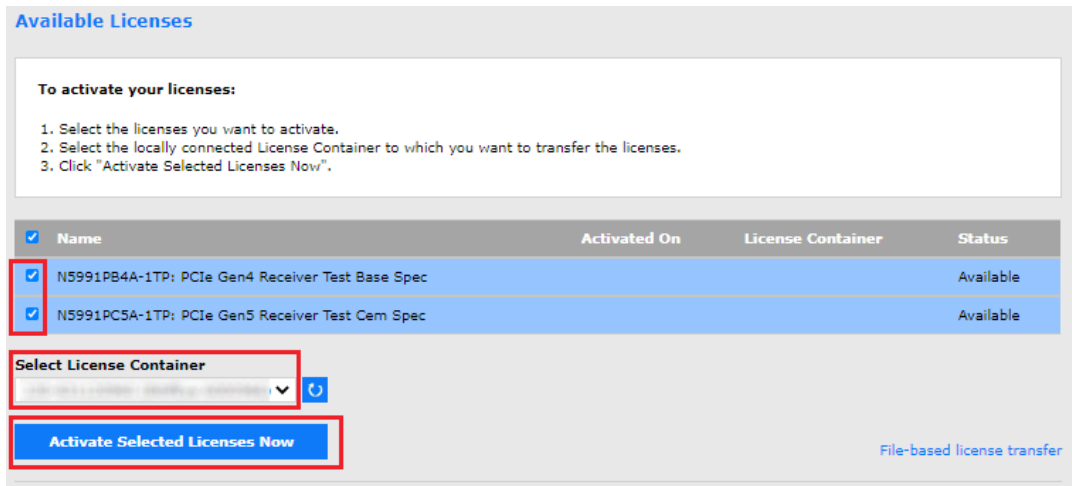 Available Licenses
To activate your licenses:
1. Select the licenses you want to activate.
2. Select the locally connected License Container to which you want to transfer the licenses.
3. Click "Activate Selected Licenses Now".
Name Activated On License Container Status
N5991PB4A-1TP: PCIe Gen4 Receiver Test Base Spec Available
N5991PC5A-1TP: PCIe Gen5 Receiver Test Cem Spec Available
Select License Container
Activate Selected Licenses Now
File-based license transfer